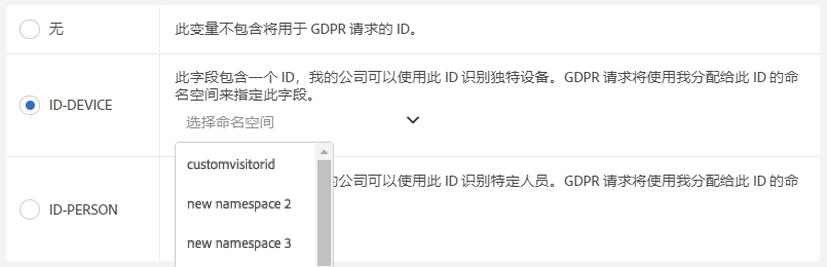 无
此变量不包含将用于 GDPR 请求的 ID。
ID-DEVICE
此字段包含一个 ID，我的公司可以使用此 ID 识别独特设备。GDPR 请求将使用我分配给此 ID 的命
名空间来指定此字段。
选择命名空间
customvisitorid
new namespace 2
new namespace 3
ID-PERSON
的公司可以使用此 ID 识别特定人员。GDPR 请求将使用我分配给此 ID 的命